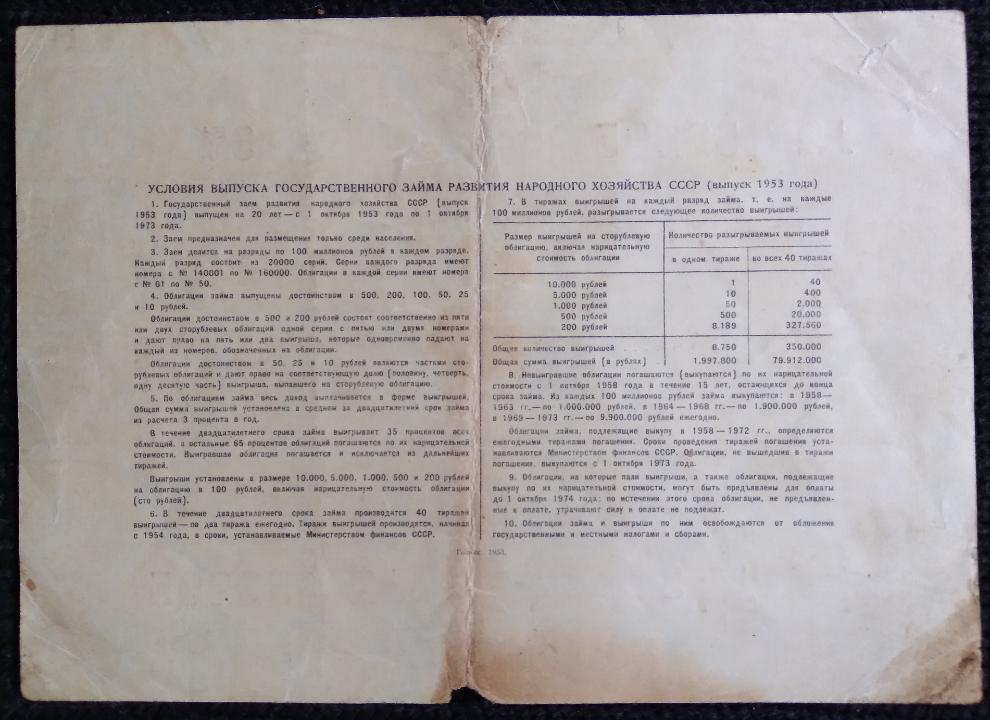 УСЛОВИЯ ВЫПУСКА ГОСУДАРСТВЕННОГО ЗАЙМА РАЗВИТИЯ НАРОДНОГО ХОЗЯЙСТВА СССР (выпуск 1953 года)
1. Государственный заем развития народного хозяйства СССР (выпуск
1953 года) выпущен на 20 лет — с 1 октября 1953 года по 1 октября
1973 года.
2. Заем предназначен для размещения только среди населения.
3. Заем делится на разряды по 100 миллионов рублей в каждом разряде.
Каждый разряд состоит из 20000 серий. Серии каждого разряда имеют
номера с № 140001 по № 160000. Облигации в каждой серии имеют номера
с № 01 по № 50.
4. Облигации займа выпущены достоинством в 500, 200, 100, 50, 25
и 10 рублей.
Облигации достоинством в 500 и 200 рублей состоят соответственно из пяти
или двух сторублевых облигаций одной серии с пятью или двумя номерами
и дают право на пять или два выигрыша, которые одновременно падают на
каждый из номеров, обозначенных на облигации.
Облигации достоинством в 50, 25 и 10 рублей являются частями сто-
рублевых облигаций и дают право на соответствующую долю (половину, четверть,
одну десятую часть) выигрыша, выпавшего на сторублевую облигацию.
5. По облигациям займа весь доход выплачивается в форме выигрышей.
Общая сумма выигрышей установлена в среднем за двадцатилетний срок займа
из расчета 3 процента в год.
В течение двадцатилетнего срока займа выигрывает 35 процентов всех
облигаций, а остальные 65 процентов облигаций погашаются по их нарицательной
стоимости. Выигравшая облигация погашается и исключается из дальнейших
тиражей.
Выигрыши установлены в размере 10.000, 5.000, 1.000, 500 и 200 рублей
на облигацию в 100 рублей, включая нарицательную стоимость облигации
(сто рублей).
6. В течение двадцатилетнего срока займа производится 40 тиражей
выигрышей — по два тиража ежегодно. Тиражи выигрышей производятся, начиная
с 1954 года, в сроки, устанавливаемые Министерством финансов СССР.
7. В тиражах выигрышей на каждый разряд займа, т. е. на каждые
100 миллионов рублей, разыгрывается следующее количество выигрышей:
Размер выигрышей на сторублевую облигацию, включая нарицательную стоимость облигации
Количество разыгрываемых выигрышей
в одном тираже
во всех 40 тиражах
10.000 рублей 1 40
5.000 рублей 10 400
1.000 рублей 50 2.000
500 рублей 500 20.000
200 рублей 8.189 327.560
Общее количество выигрышей 8.750 350.000
Общая сумма выигрышей (в рублях) 1.997.800 79.912.000
8. Невыигравшие облигации погашаются (выкупаются) по их нарицательной
стоимости с 1 октября 1958 года в течение 15 лет, остающихся до конца
срока займа. Из каждых 100 миллионов рублей займа выкупаются: в 1958—
1963 гг. — по 1.000.000 рублей, в 1964—1968 гг. — по 1.900.000 рублей,
в 1969—1973 гг. — по 9.900.000 рублей ежегодно.
Облигации займа, подлежащие выкупу в 1958—1972 гг., определяются
ежегодными тиражами погашения. Сроки проведения тиражей погашения уста-
навливаются Министерством финансов СССР. Облигации, не вышедшие в тиражи
погашения, выкупаются с 1 октября 1973 года.
9. Облигации, на которые пали выигрыши, а также облигации, подлежащие
выкупу по их нарицательной стоимости, могут быть предъявлены для оплаты
до 1 октября 1974 года; по истечении этого срока облигации, не предъявлен-
ные к оплате, утрачивают силу и оплате не подлежат.
10. Облигации займа и выигрыши по ним освобождаются от обложения
государственными и местными налогами и сборами.
1953.